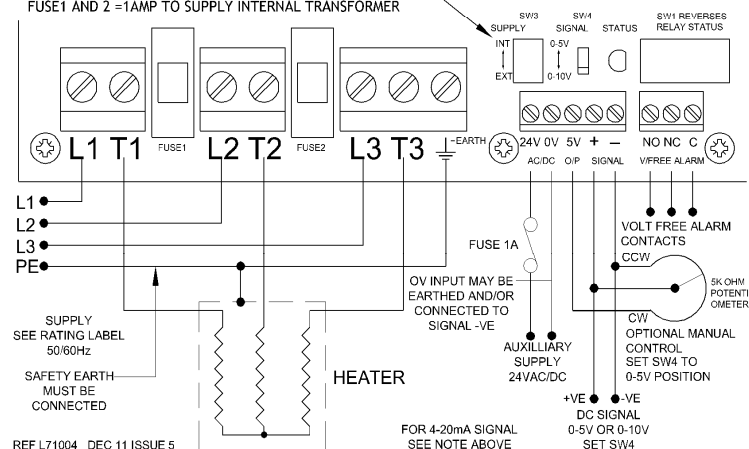 FUSE1 AND 2 =1AMP TO SUPPLY INTERNAL TRANSFORMER
SW3
SUPPLY
INT
EXT
SW4
SIGNAL
0-5V
0-10V
STATUS
SW1 REVERSES
RELAY STATUS
L1 T1 FUSE1 L2 T2 FUSE2 L3 T3 EARTH
24V 0V 5V + – NO NC C
AC/DC O/P SIGNAL V/FREE ALARM
L1
L2
L3
PE
FUSE 1A
VOLT FREE ALARM
CONTACTS
CCW
5K OHM
POTENTI
OMETER
CW
0V INPUT MAY BE
EARTHED AND/OR
CONNECTED TO
SIGNAL -VE
SUPPLY
SEE RATING LABEL
50/60Hz
SAFETY EARTH
MUST BE
CONNECTED
HEATER
AUXILLIARY
SUPPLY
24VAC/DC
OPTIONAL MANUAL
CONTROL
SET SW4 TO
0-5V POSITION
+VE -VE
DC SIGNAL
0-5V OR 0-10V
SET SW4
FOR 4-20mA SIGNAL
SEE NOTE ABOVE
REF L71004 DEC 11 ISSUE 5